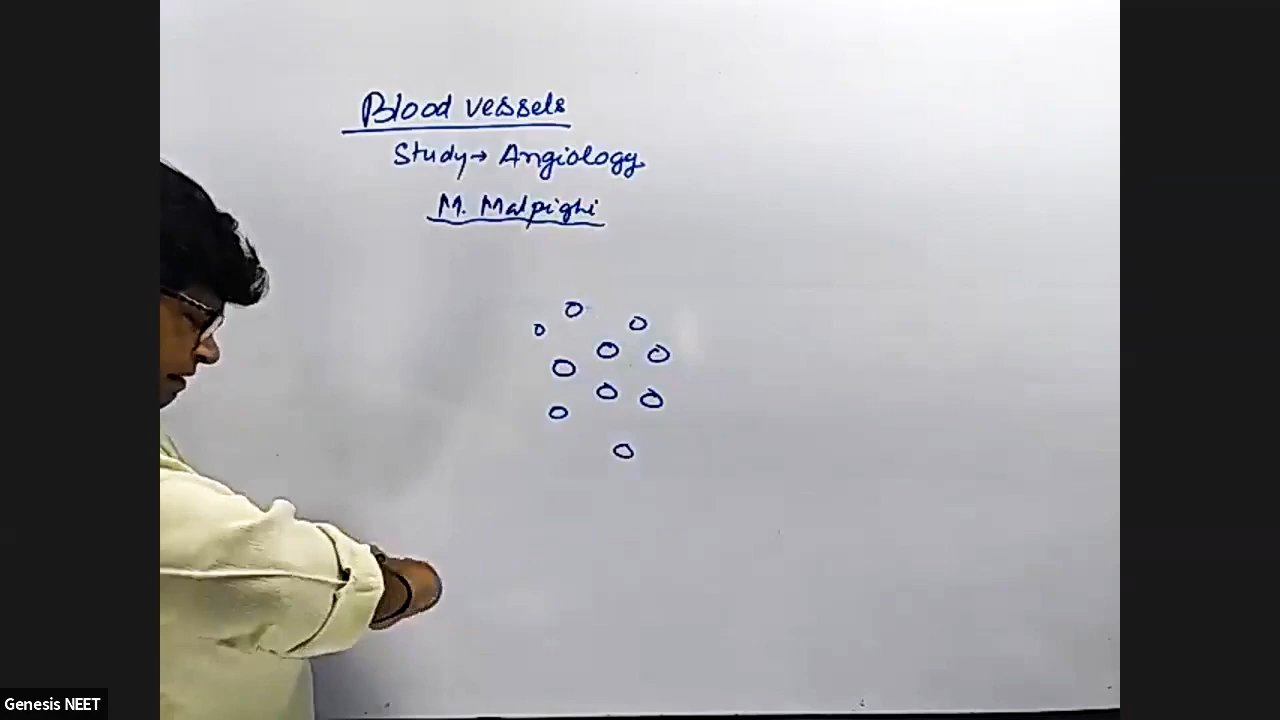 Blood vessels
Study → Angiology
M. Malpighi
Genesis NEET